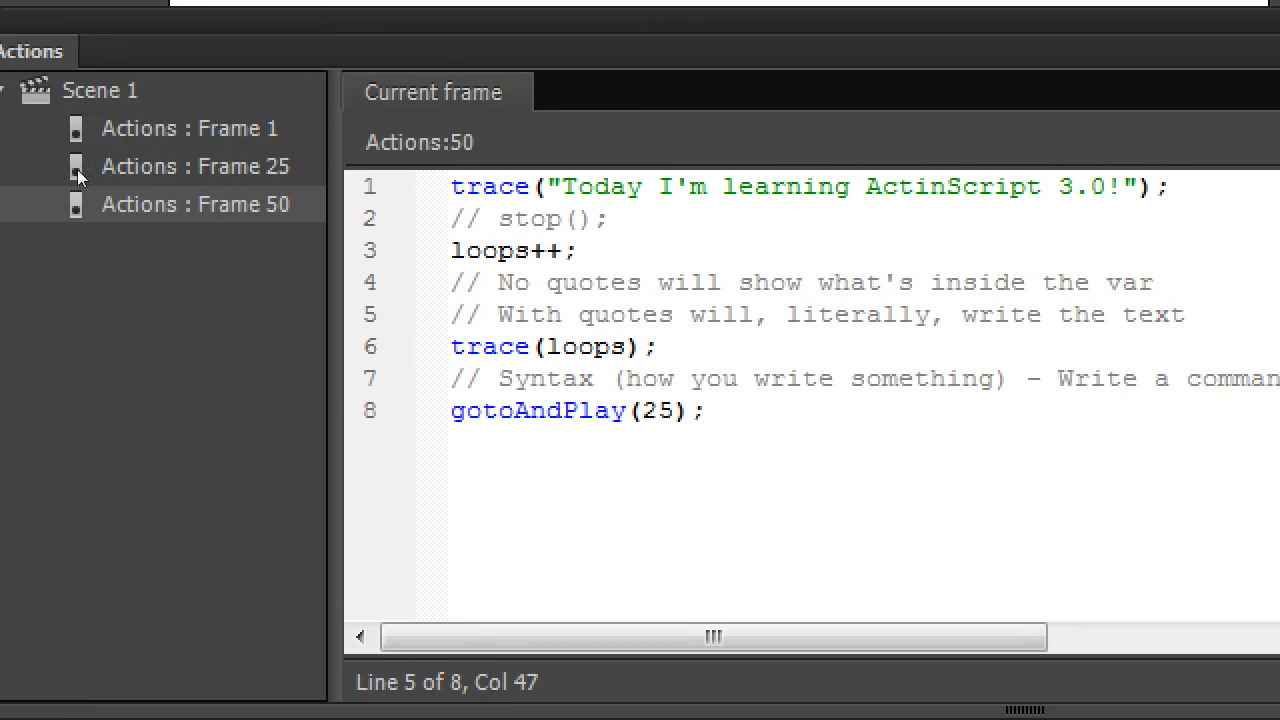 Actions
Scene 1
Actions : Frame 1
Actions : Frame 25
Actions : Frame 50
Current frame
Actions:50
1 trace("Today I'm learning ActinScript 3.0!");
2 // stop();
3 loops++;
4 // No quotes will show what's inside the var
5 // With quotes will, literally, write the text
6 trace(loops);
7 // Syntax (how you write something) - Write a comman
8 gotoAndPlay(25);
Line 5 of 8, Col 47